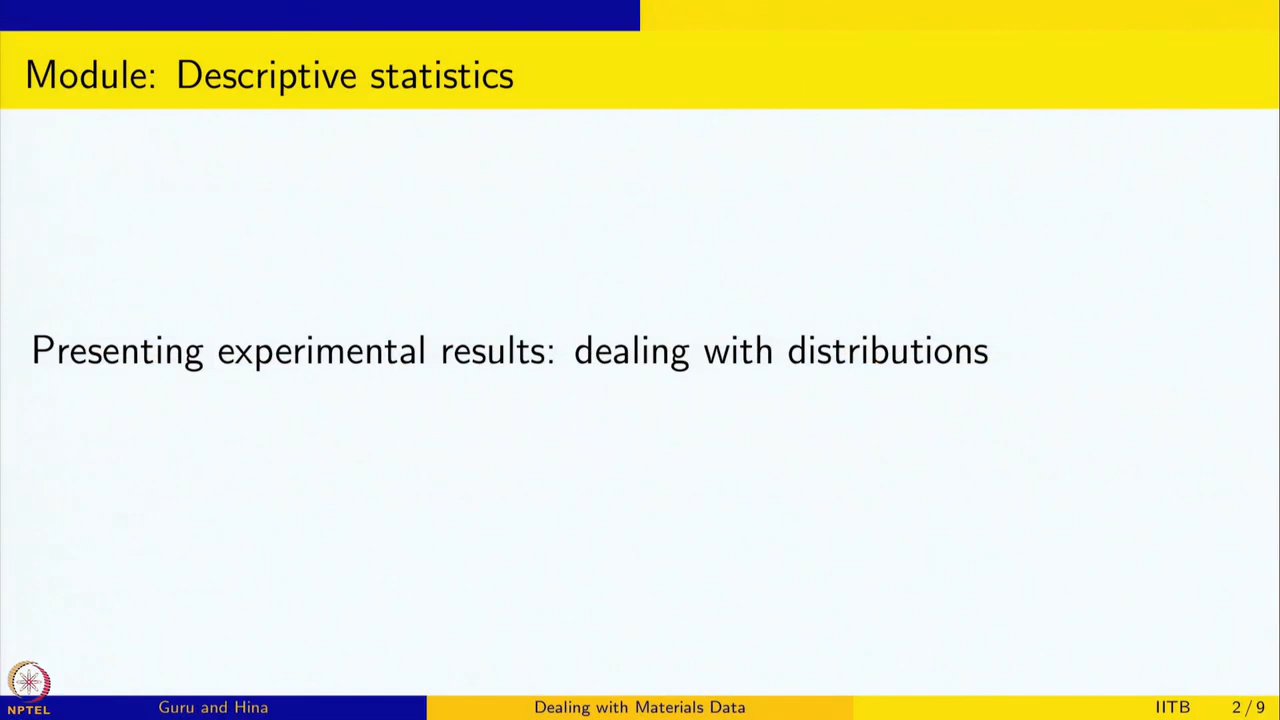 Module: Descriptive statistics
Presenting experimental results: dealing with distributions
NPTEL
Guru and Hina
Dealing with Materials Data
IITB
2 / 9